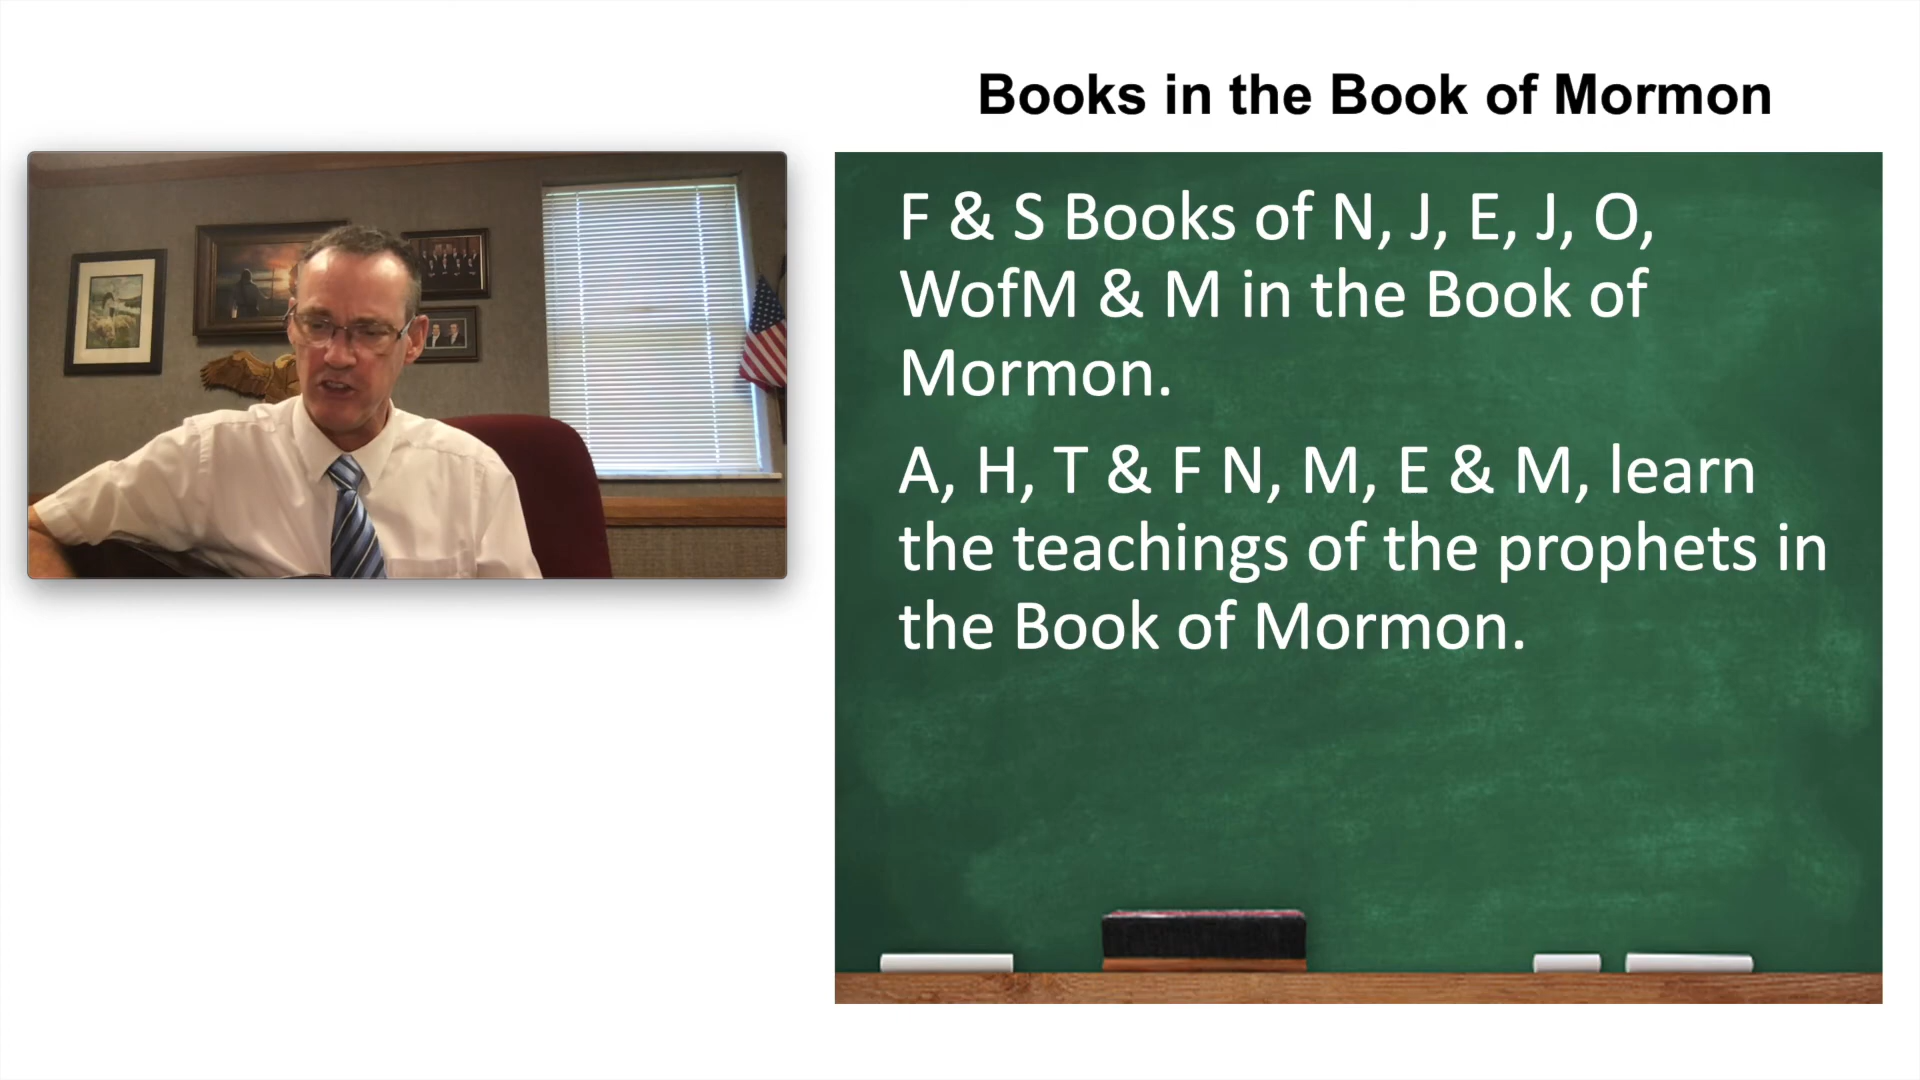 Books in the Book of Mormon
F & S Books of N, J, E, J, O,
WofM & M in the Book of
Mormon.
A, H, T & F N, M, E & M, learn
the teachings of the prophets in
the Book of Mormon.